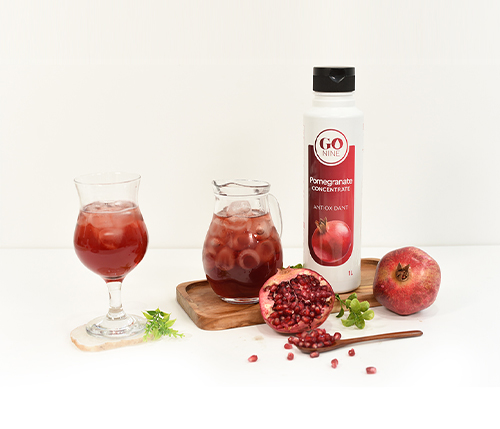 GO
NINE
Pomegranate
CONCENTRATE
ANTIOXIDANT
1L